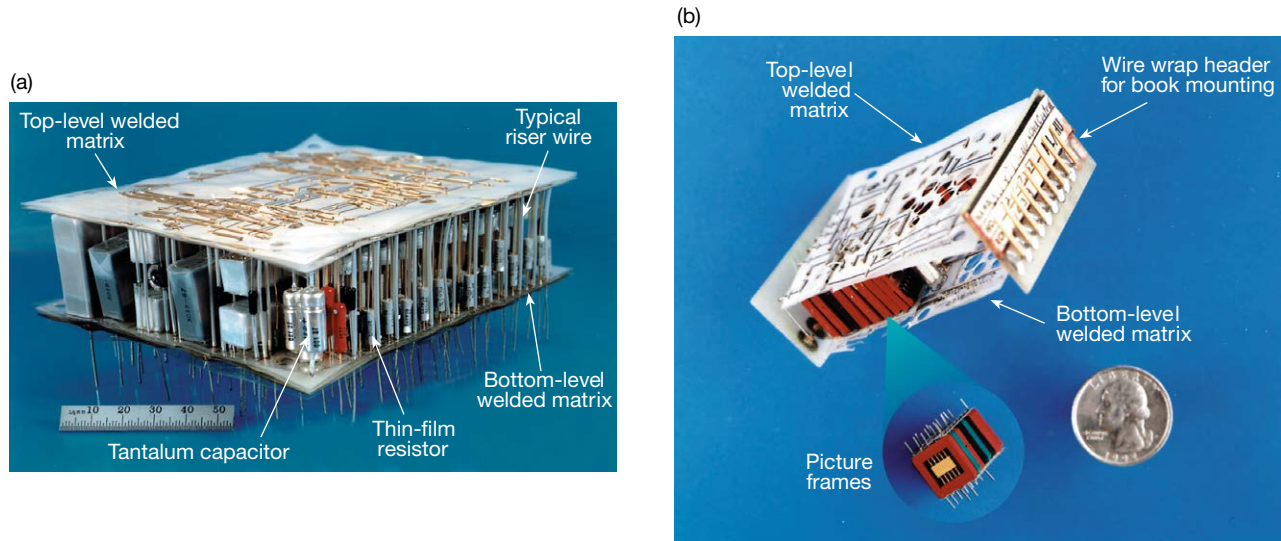 (a)
Top-level welded
matrix
Typical
riser wire
10 20 30 40 50
Tantalum capacitor
Thin-film
resistor
Bottom-level
welded matrix
(b)
Top-level
welded
matrix
Wire wrap header
for book mounting
Bottom-level
welded matrix
Picture
frames
LIBERTY